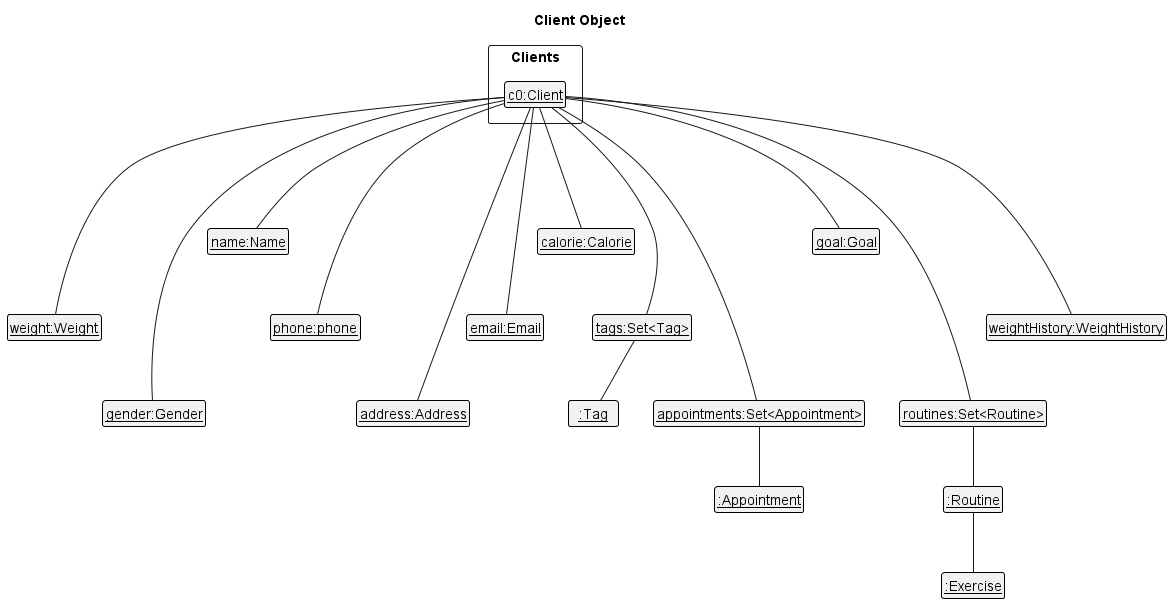 Client Object
Clients
c0:Client
name:Name
calorie:Calorie
goal:Goal
weight:Weight
phone:phone
email:Email
tags:Set<Tag>
weightHistory:WeightHistory
gender:Gender
address:Address
:Tag
appointments:Set<Appointment>
routines:Set<Routine>
:Appointment
:Routine
:Exercise